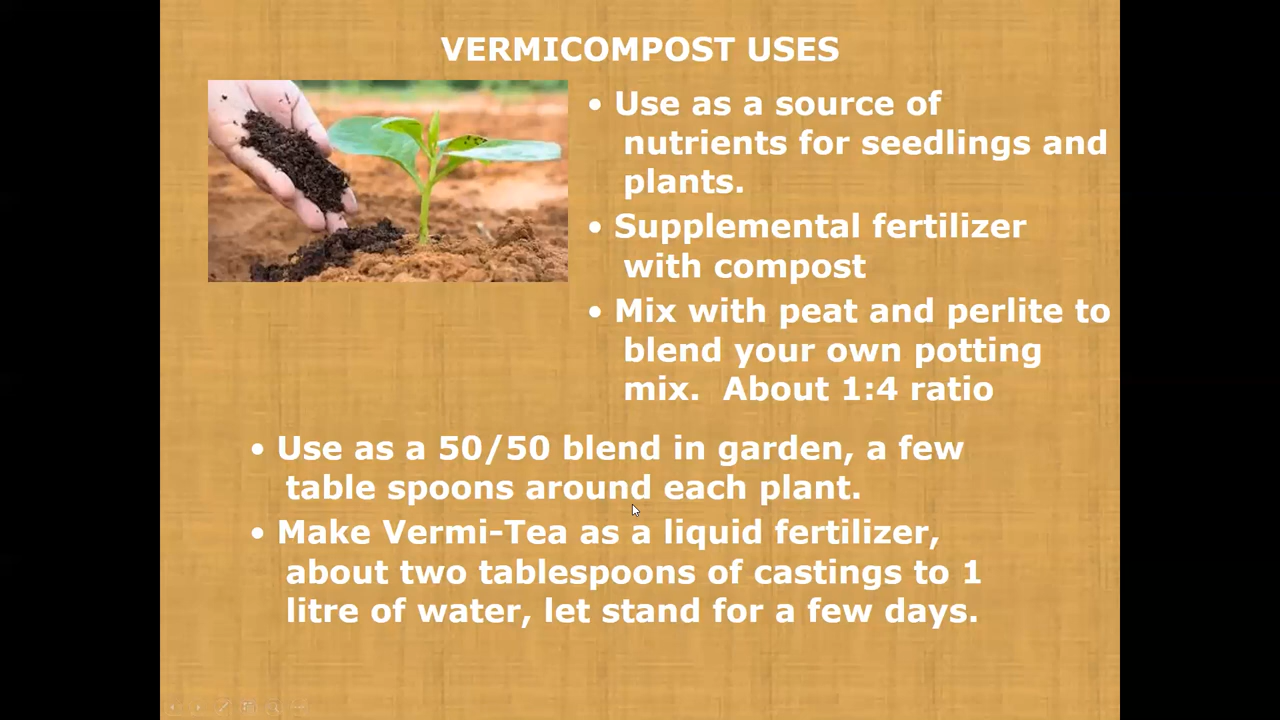 VERMICOMPOST USES
• Use as a source of
nutrients for seedlings and
plants.
• Supplemental fertilizer
with compost
• Mix with peat and perlite to
blend your own potting
mix.  About 1:4 ratio
• Use as a 50/50 blend in garden, a few
table spoons around each plant.
• Make Vermi-Tea as a liquid fertilizer,
about two tablespoons of castings to 1
litre of water, let stand for a few days.